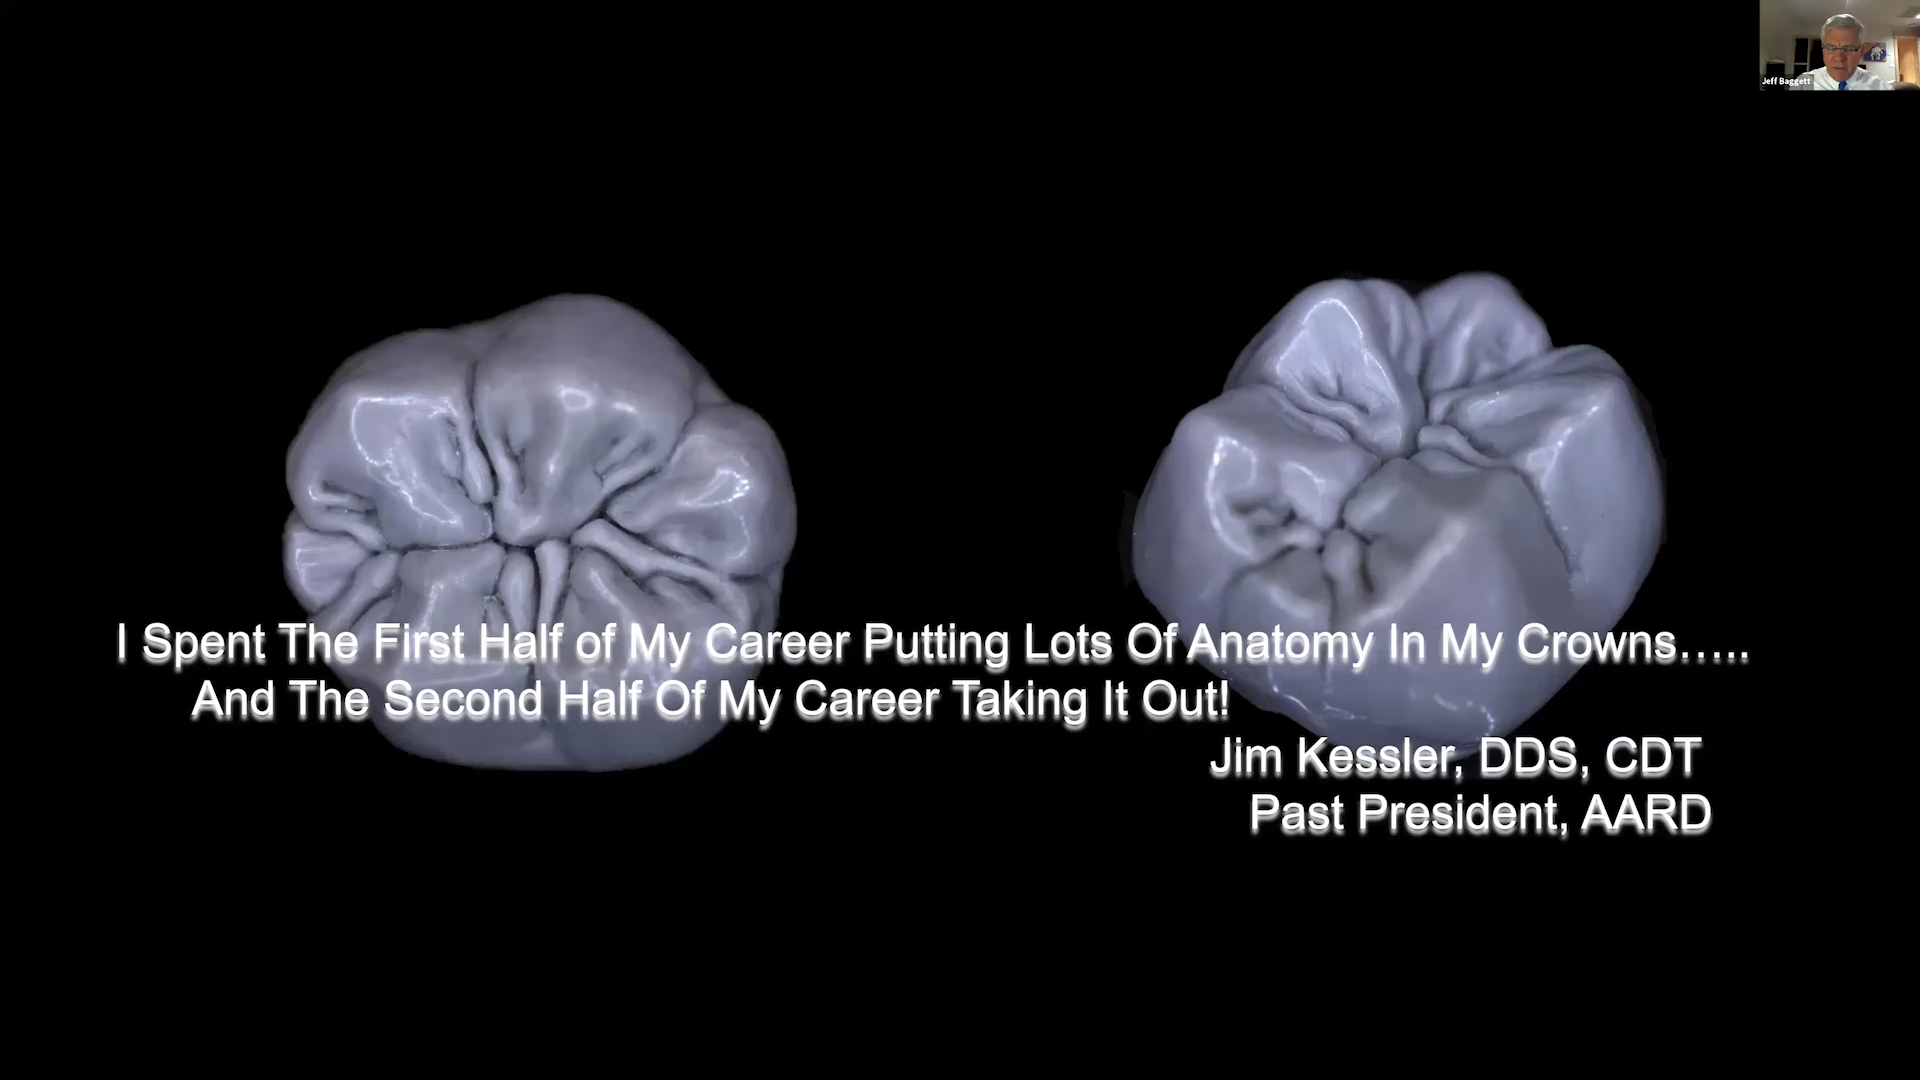 Jeff Baggett
I Spent The First Half of My Career Putting Lots Of Anatomy In My Crowns…..
And The Second Half Of My Career Taking It Out!
Jim Kessler, DDS, CDT
Past President, AARD